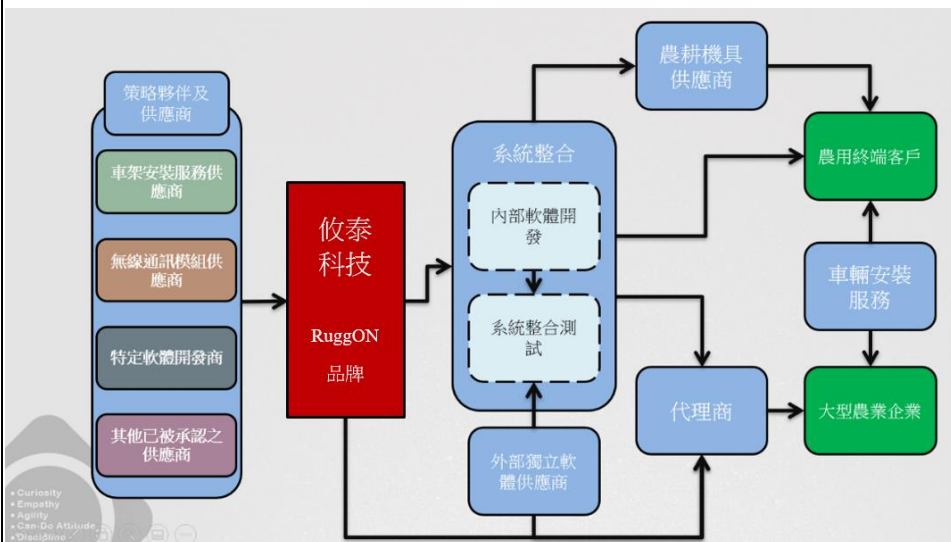 策略夥伴及
供應商
車架安裝服務供
應商
無線通訊模組供
應商
特定軟體開發商
其他已被承認之
供應商
攸泰
科技
RuggON
品牌
系統整合
內部軟體開
發
系統整合測
試
外部獨立軟
體供應商
農耕機具
供應商
代理商
農用終端客戶
車輛安裝
服務
大型農業企業
• Curiosity
• Empathy
• Agility
• Can-Do Attitude
• Discipline